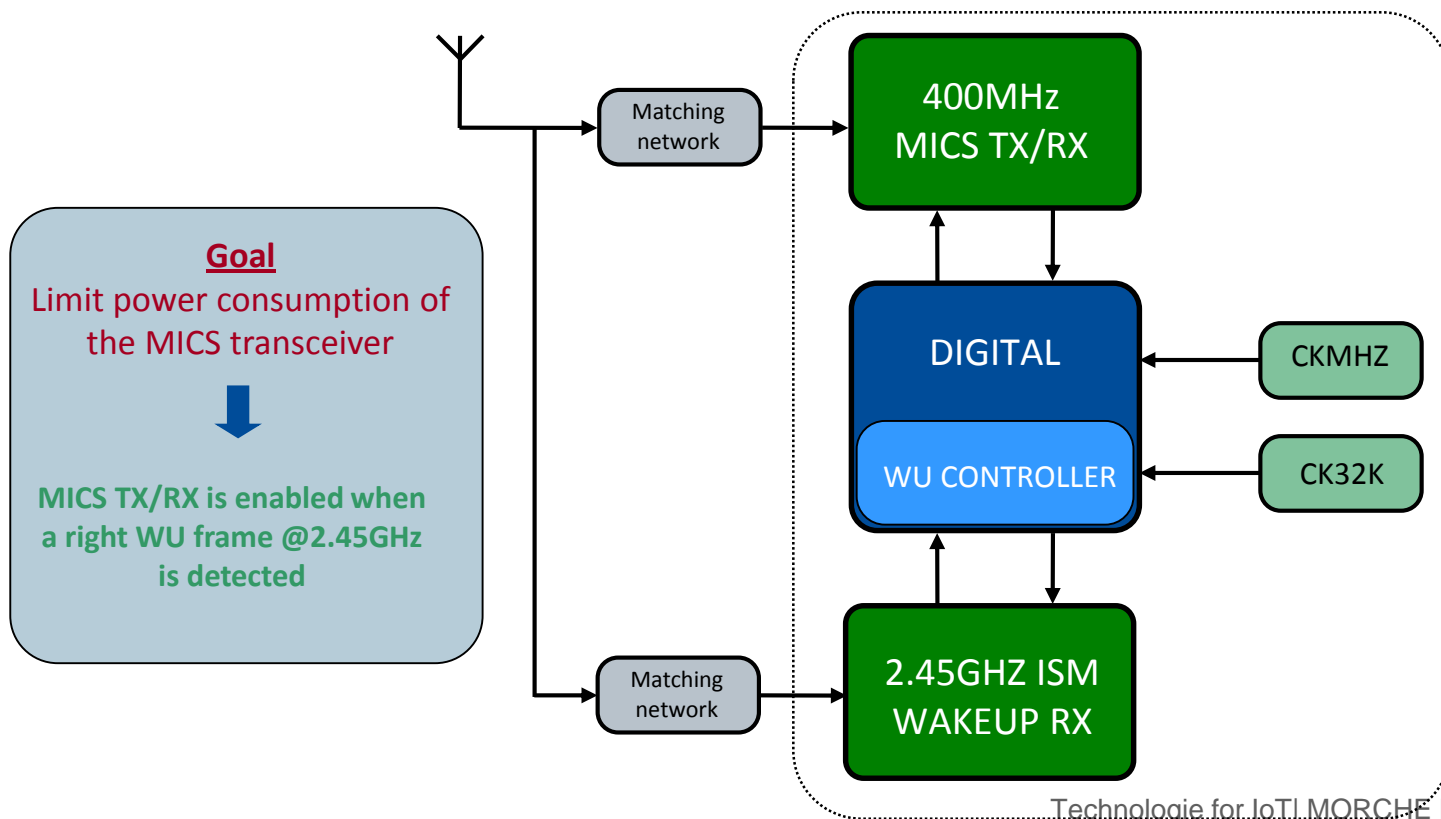 Goal
Limit power consumption of
the MICS transceiver
MICS TX/RX is enabled when
a right WU frame @2.45GHz
is detected
Matching
network
400MHz
MICS TX/RX
DIGITAL
WU CONTROLLER
CKMHZ
CK32K
Matching
network
2.45GHZ ISM
WAKEUP RX
Technologie for IoT| MORCHE